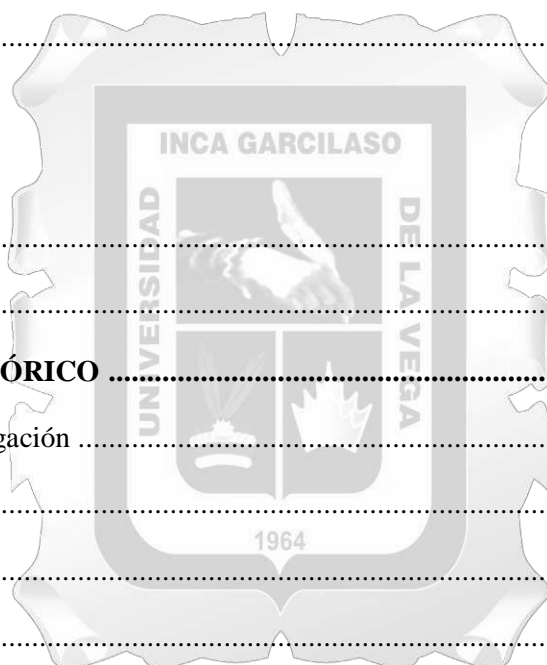 ..........................................................................
INCA GARCILASO
UNIVERSIDAD
DE LA VEGA
..........................................................................
..........................................................................
ÓRICO ............................................................
gación ................................................................
..........................................................................
1964
..........................................................................
..........................................................................